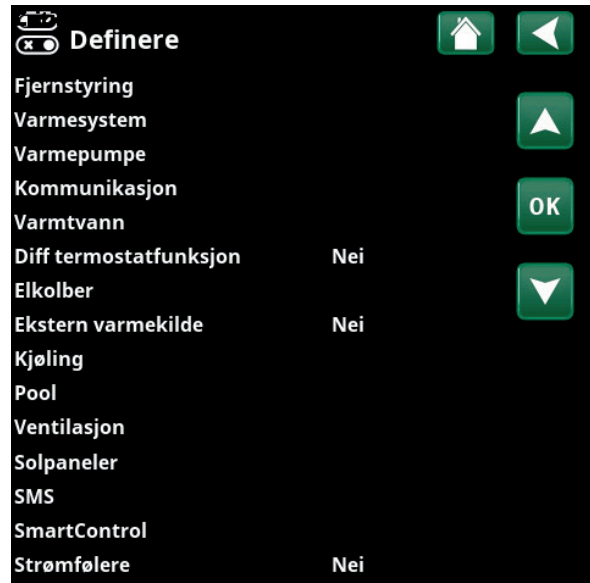 Definere
Fjernstyring
Varmesystem
Varmepumpe
Kommunikasjon
OK
Varmtvann
Diff termostatfunksjon Nei
Elkolber
Ekstern varmekilde Nei
Kjøling
Pool
Ventilasjon
Solpaneler
SMS
SmartControl
Strømfølere Nei